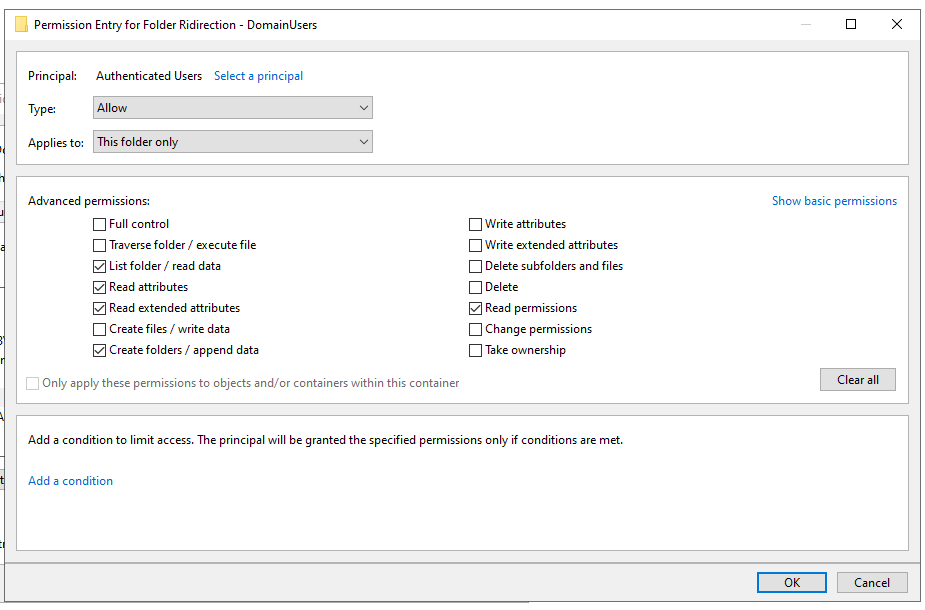 Permission Entry for Folder Ridirection - DomainUsers
Principal: Authenticated Users Select a principal
Type: Allow
Applies to: This folder only
Advanced permissions: Show basic permissions
Full control Write attributes
Traverse folder / execute file Write extended attributes
List folder / read data Delete subfolders and files
Read attributes Delete
Read extended attributes Read permissions
Create files / write data Change permissions
Create folders / append data Take ownership
Only apply these permissions to objects and/or containers within this container
Clear all
Add a condition to limit access. The principal will be granted the specified permissions only if conditions are met.
Add a condition
OK Cancel